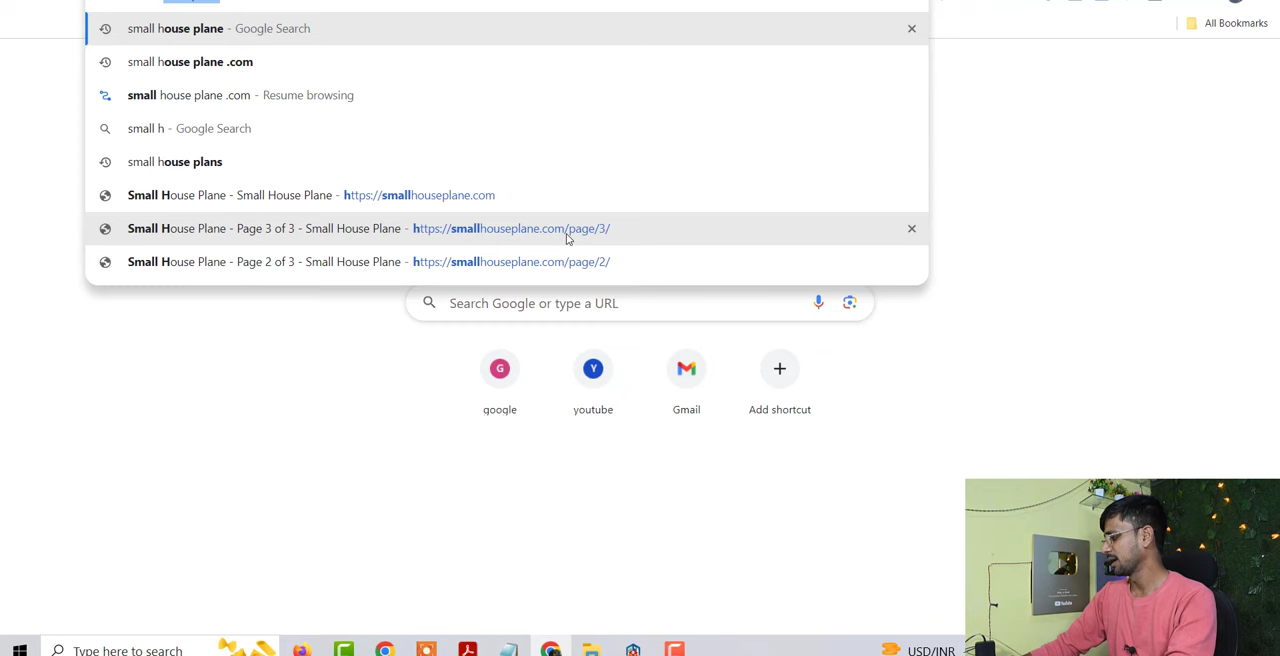 All Bookmarks
small house plane - Google Search
small house plane .com
small house plane .com - Resume browsing
small h - Google Search
small house plans
Small House Plane - Small House Plane - https://smallhouseplane.com
Small House Plane - Page 3 of 3 - Small House Plane - https://smallhouseplane.com/page/3/
Small House Plane - Page 2 of 3 - Small House Plane - https://smallhouseplane.com/page/2/
Search Google or type a URL
G
Y
google
youtube
Gmail
Add shortcut
YouTube
Type here to search
USD/INR